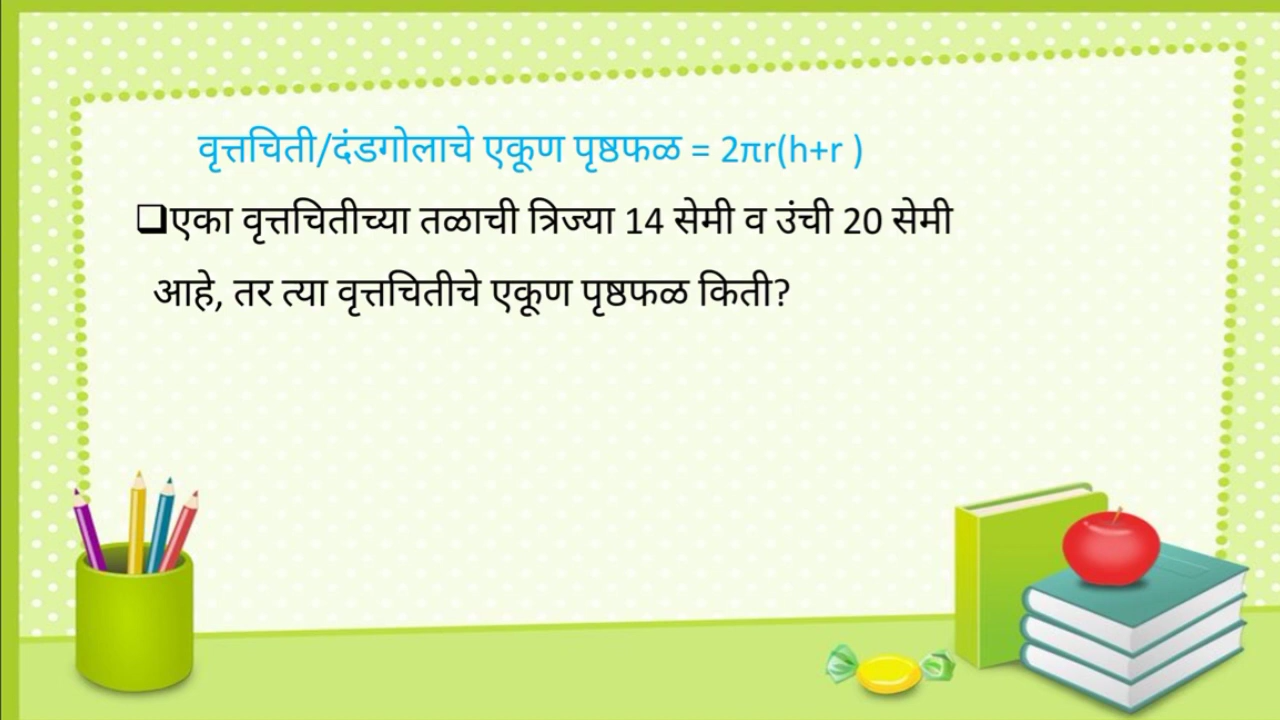 वृत्तचिती/दंडगोलाचे एकूण पृष्ठफळ = 2πr(h+r )
❑एका वृत्तचितीच्या तळाची त्रिज्या 14 सेमी व उंची 20 सेमी
आहे, तर त्या वृत्तचितीचे एकूण पृष्ठफळ किती?